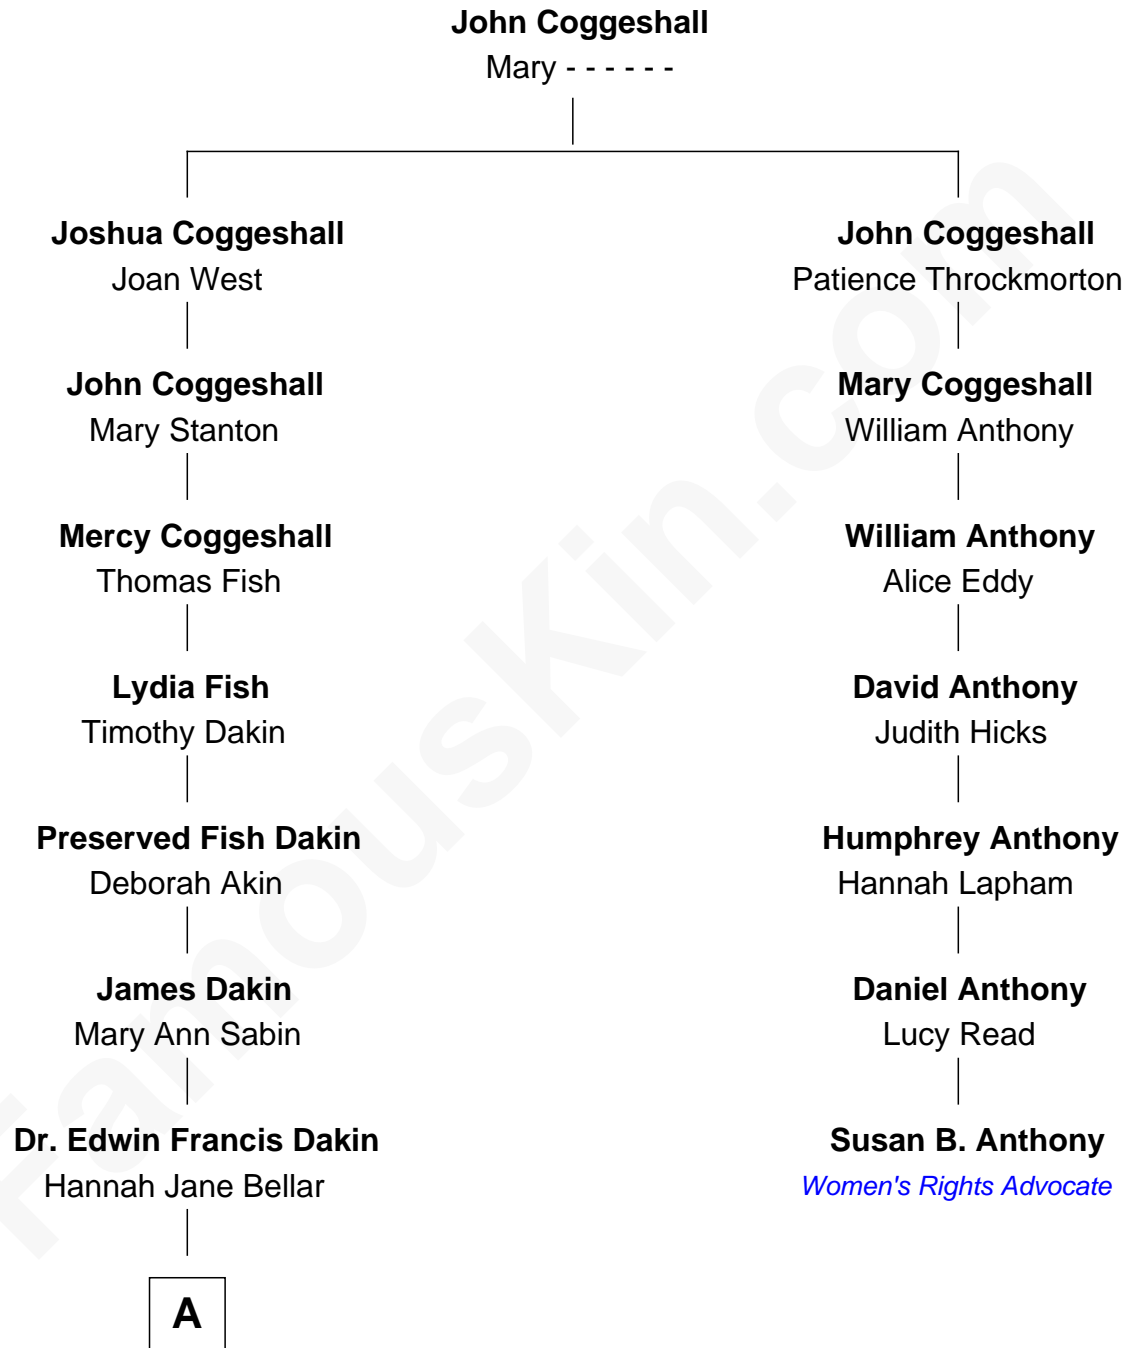 John Coggeshall
Mary - - - - - -
Joshua Coggeshall
Joan West
John Coggeshall
Patience Throckmorton
John Coggeshall
Mary Stanton
Mary Coggeshall
William Anthony
Mercy Coggeshall
Thomas Fish
William Anthony
Alice Eddy
Lydia Fish
Timothy Dakin
David Anthony
Judith Hicks
Preserved Fish Dakin
Deborah Akin
Humphrey Anthony
Hannah Lapham
James Dakin
Mary Ann Sabin
Daniel Anthony
Lucy Read
Dr. Edwin Francis Dakin
Hannah Jane Bellar
Susan B. Anthony
Women's Rights Advocate
A
FamousKin.com